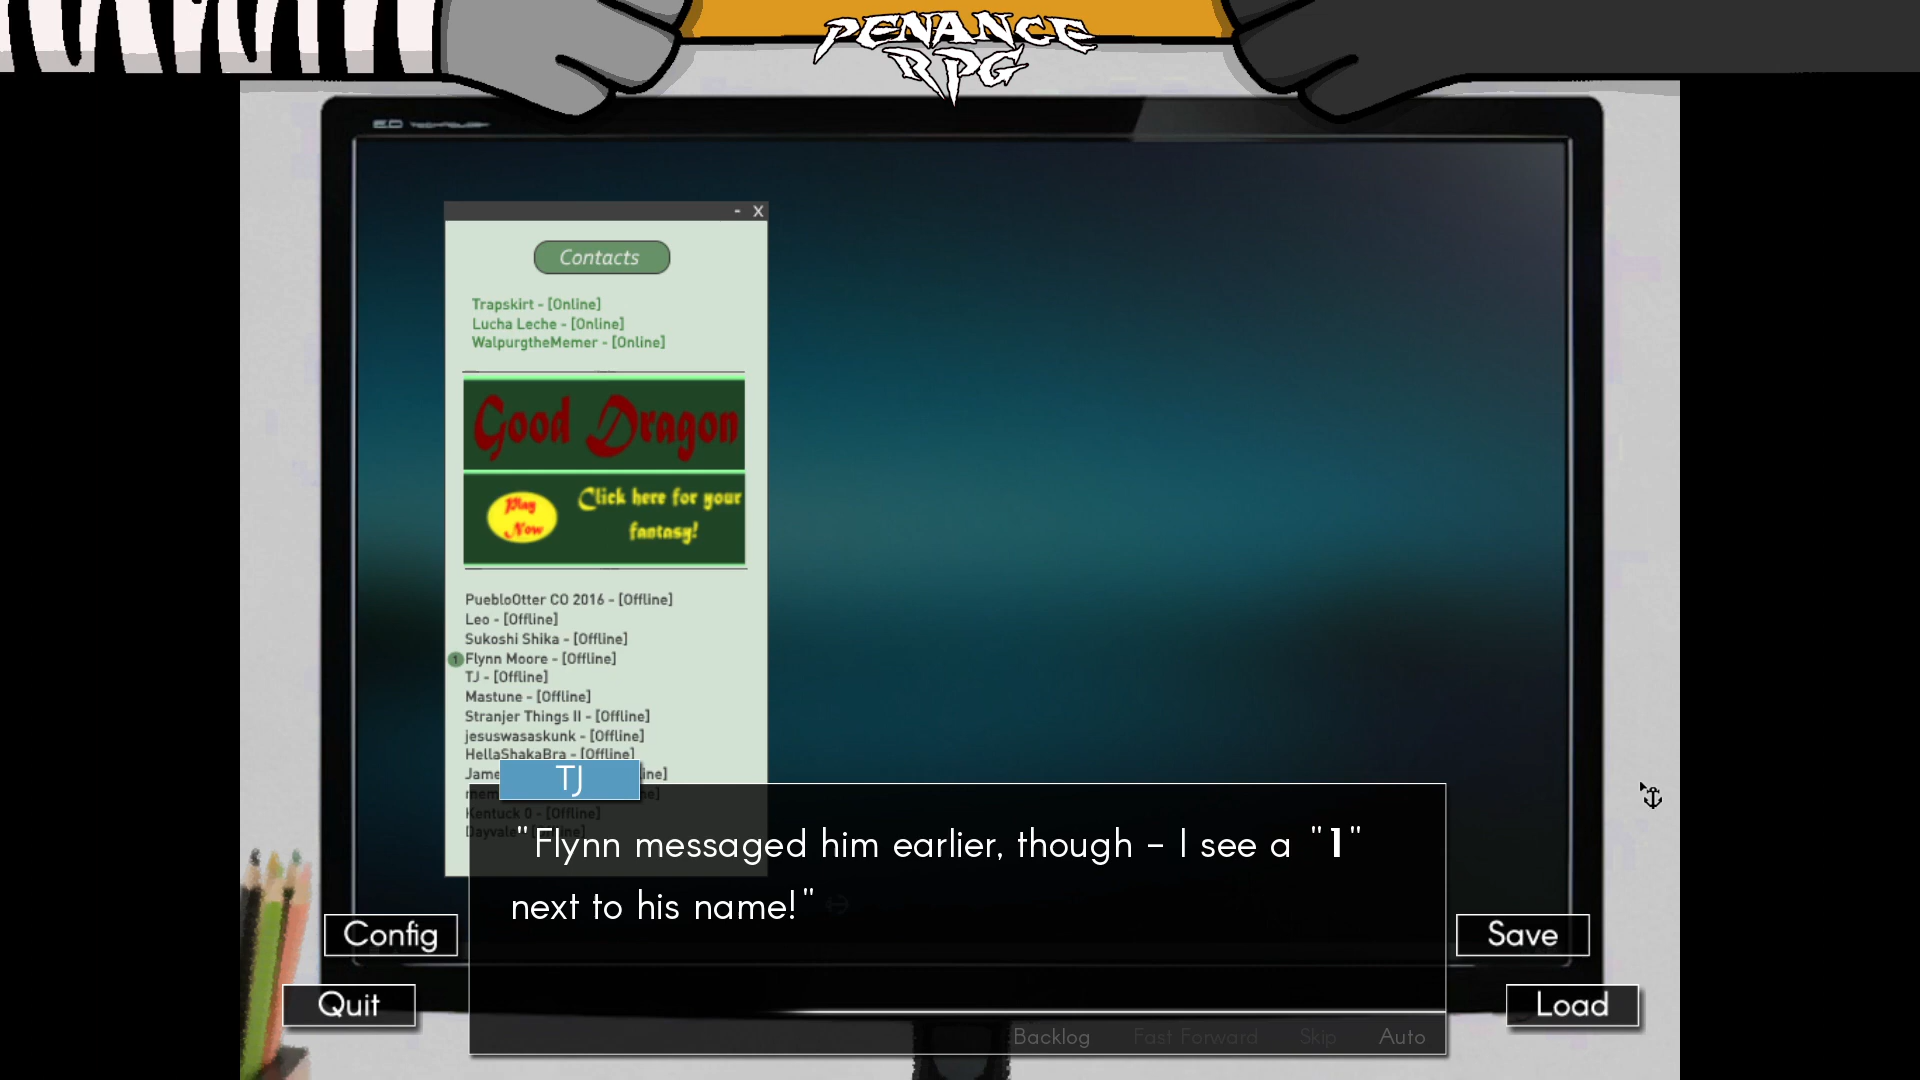 PENANCE
RPG
- X
Contacts
Trapskirt - [Online]
Lucha Leche - [Online]
WalpurgtheMemer - [Online]
Good Dragon
Play
Now
Click here for your
fantasy!
PuebloOtter CO 2016 - [Offline]
Leo - [Offline]
Sukoshi Shika - [Offline]
1 Flynn Moore - [Offline]
TJ - [Offline]
Mastune - [Offline]
Stranjer Things II - [Offline]
jesuswasaskunk - [Offline]
HellaShakaBra - [Offline]
Kentuck 0 - [Offline]
TJ
"Flynn messaged him earlier, though – I see a "1"
next to his name!"
Config
Save
Quit
Load
Backlog Fast Forward Skip Auto